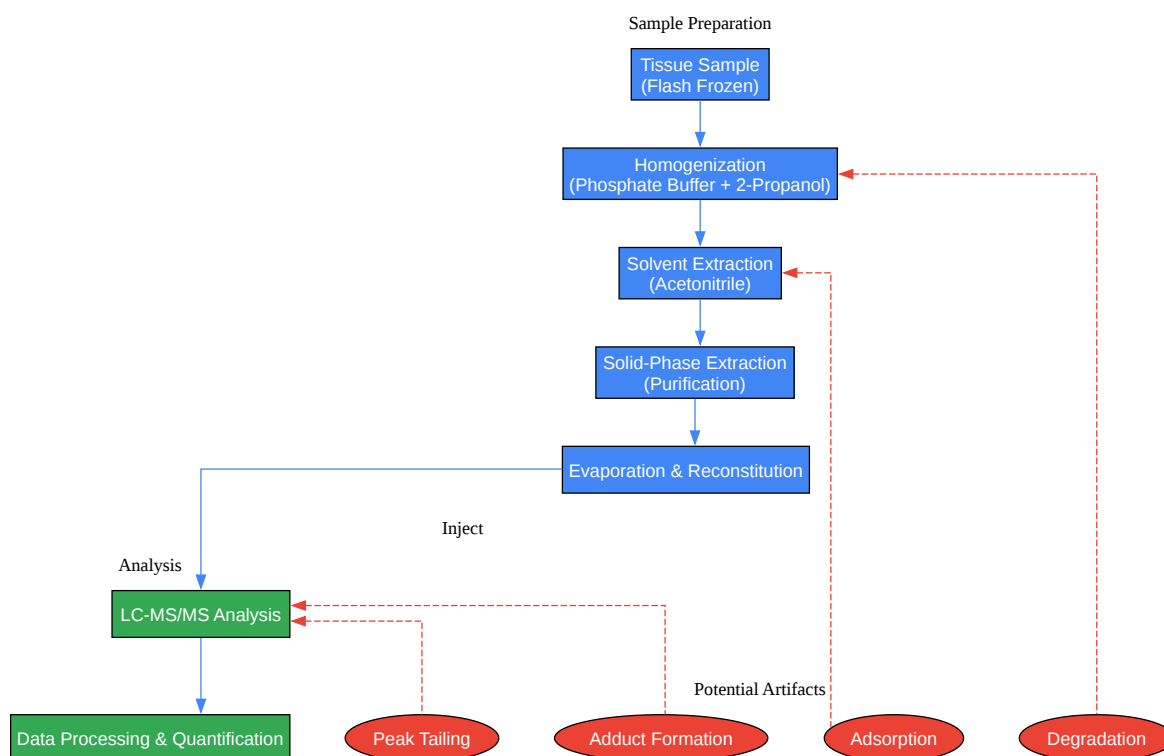 Sample Preparation
Tissue Sample
(Flash Frozen)
Homogenization
(Phosphate Buffer + 2-Propanol)
Solvent Extraction
(Acetonitrile)
Solid-Phase Extraction
(Purification)
Evaporation & Reconstitution
Inject
Analysis
LC-MS/MS Analysis
Potential Artifacts
Data Processing & Quantification
Peak Tailing
Adduct Formation
Adsorption
Degradation